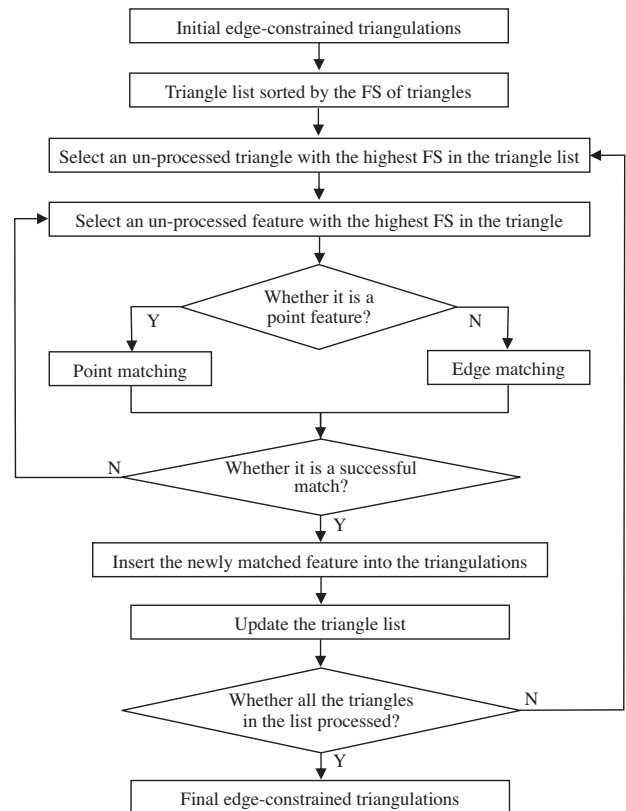 Initial edge-constrained triangulations
Triangle list sorted by the FS of triangles
Select an un-processed triangle with the highest FS in the triangle list
Select an un-processed feature with the highest FS in the triangle
Whether it is a
point feature?
Y
N
Point matching
Edge matching
N
Whether it is a successful
match?
Y
Insert the newly matched feature into the triangulations
Update the triangle list
Whether all the triangles
in the list processed?
N
Y
Final edge-constrained triangulations